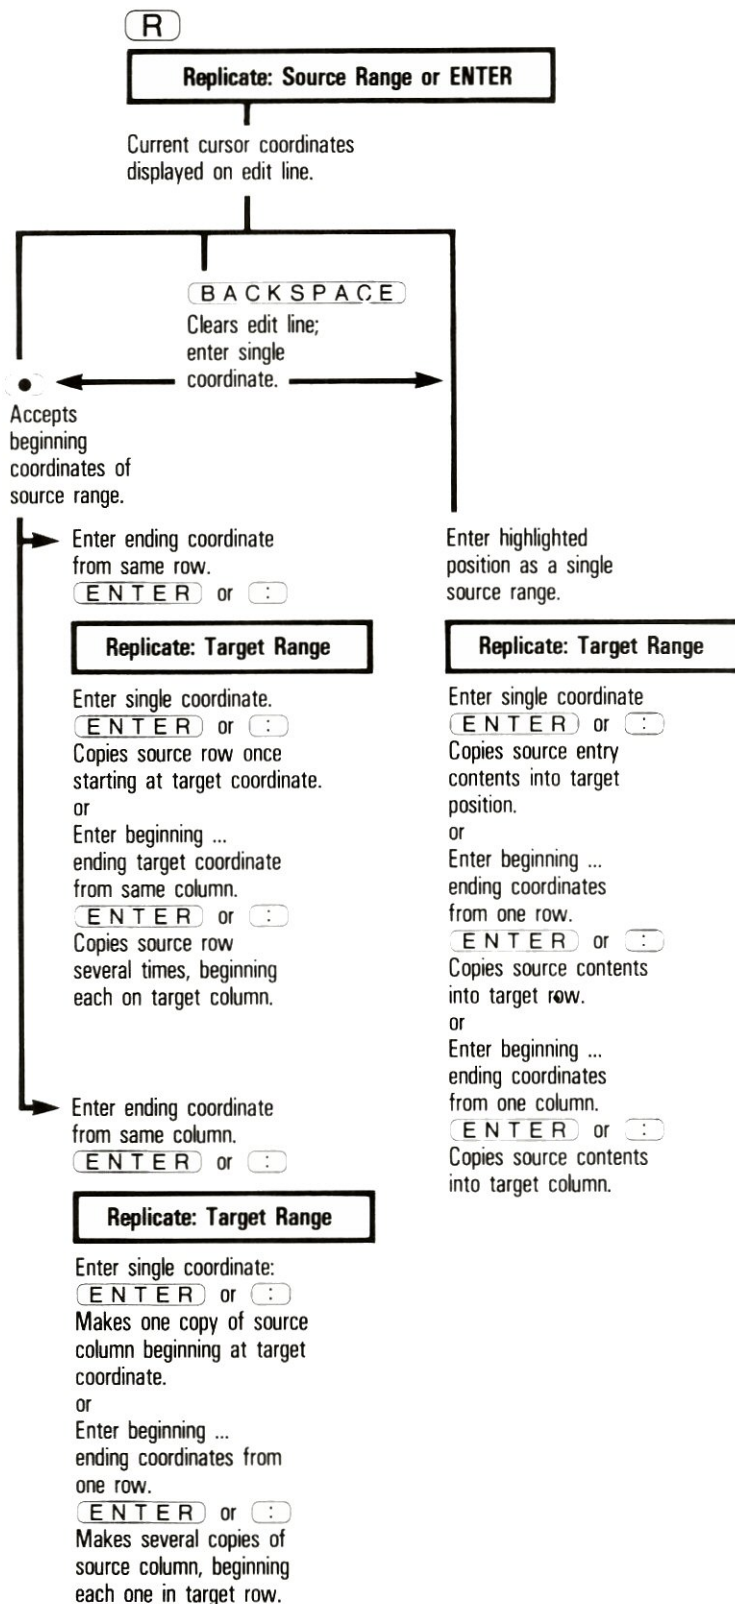 R
Replicate: Source Range or ENTER
Current cursor coordinates
displayed on edit line.
BACKSPACE
Clears edit line;
enter single
coordinate.
Accepts
beginning
coordinates of
source range.
Enter ending coordinate
from same row.
ENTER or :
Replicate: Target Range
Enter single coordinate.
ENTER or :
Copies source row once
starting at target coordinate.
or
Enter beginning ...
ending target coordinate
from same column.
ENTER or :
Copies source row
several times, beginning
each on target column.
Enter ending coordinate
from same column.
ENTER or :
Replicate: Target Range
Enter single coordinate:
ENTER or :
Makes one copy of source
column beginning at target
coordinate.
or
Enter beginning ...
ending coordinates from
one row.
ENTER or :
Makes several copies of
source column, beginning
each one in target row.
Enter highlighted
position as a single
source range.
Replicate: Target Range
Enter single coordinate
ENTER or :
Copies source entry
contents into target
position.
or
Enter beginning ...
ending coordinates
from one row.
ENTER or :
Copies source contents
into target row.
or
Enter beginning ...
ending coordinates
from one column.
ENTER or :
Copies source contents
into target column.